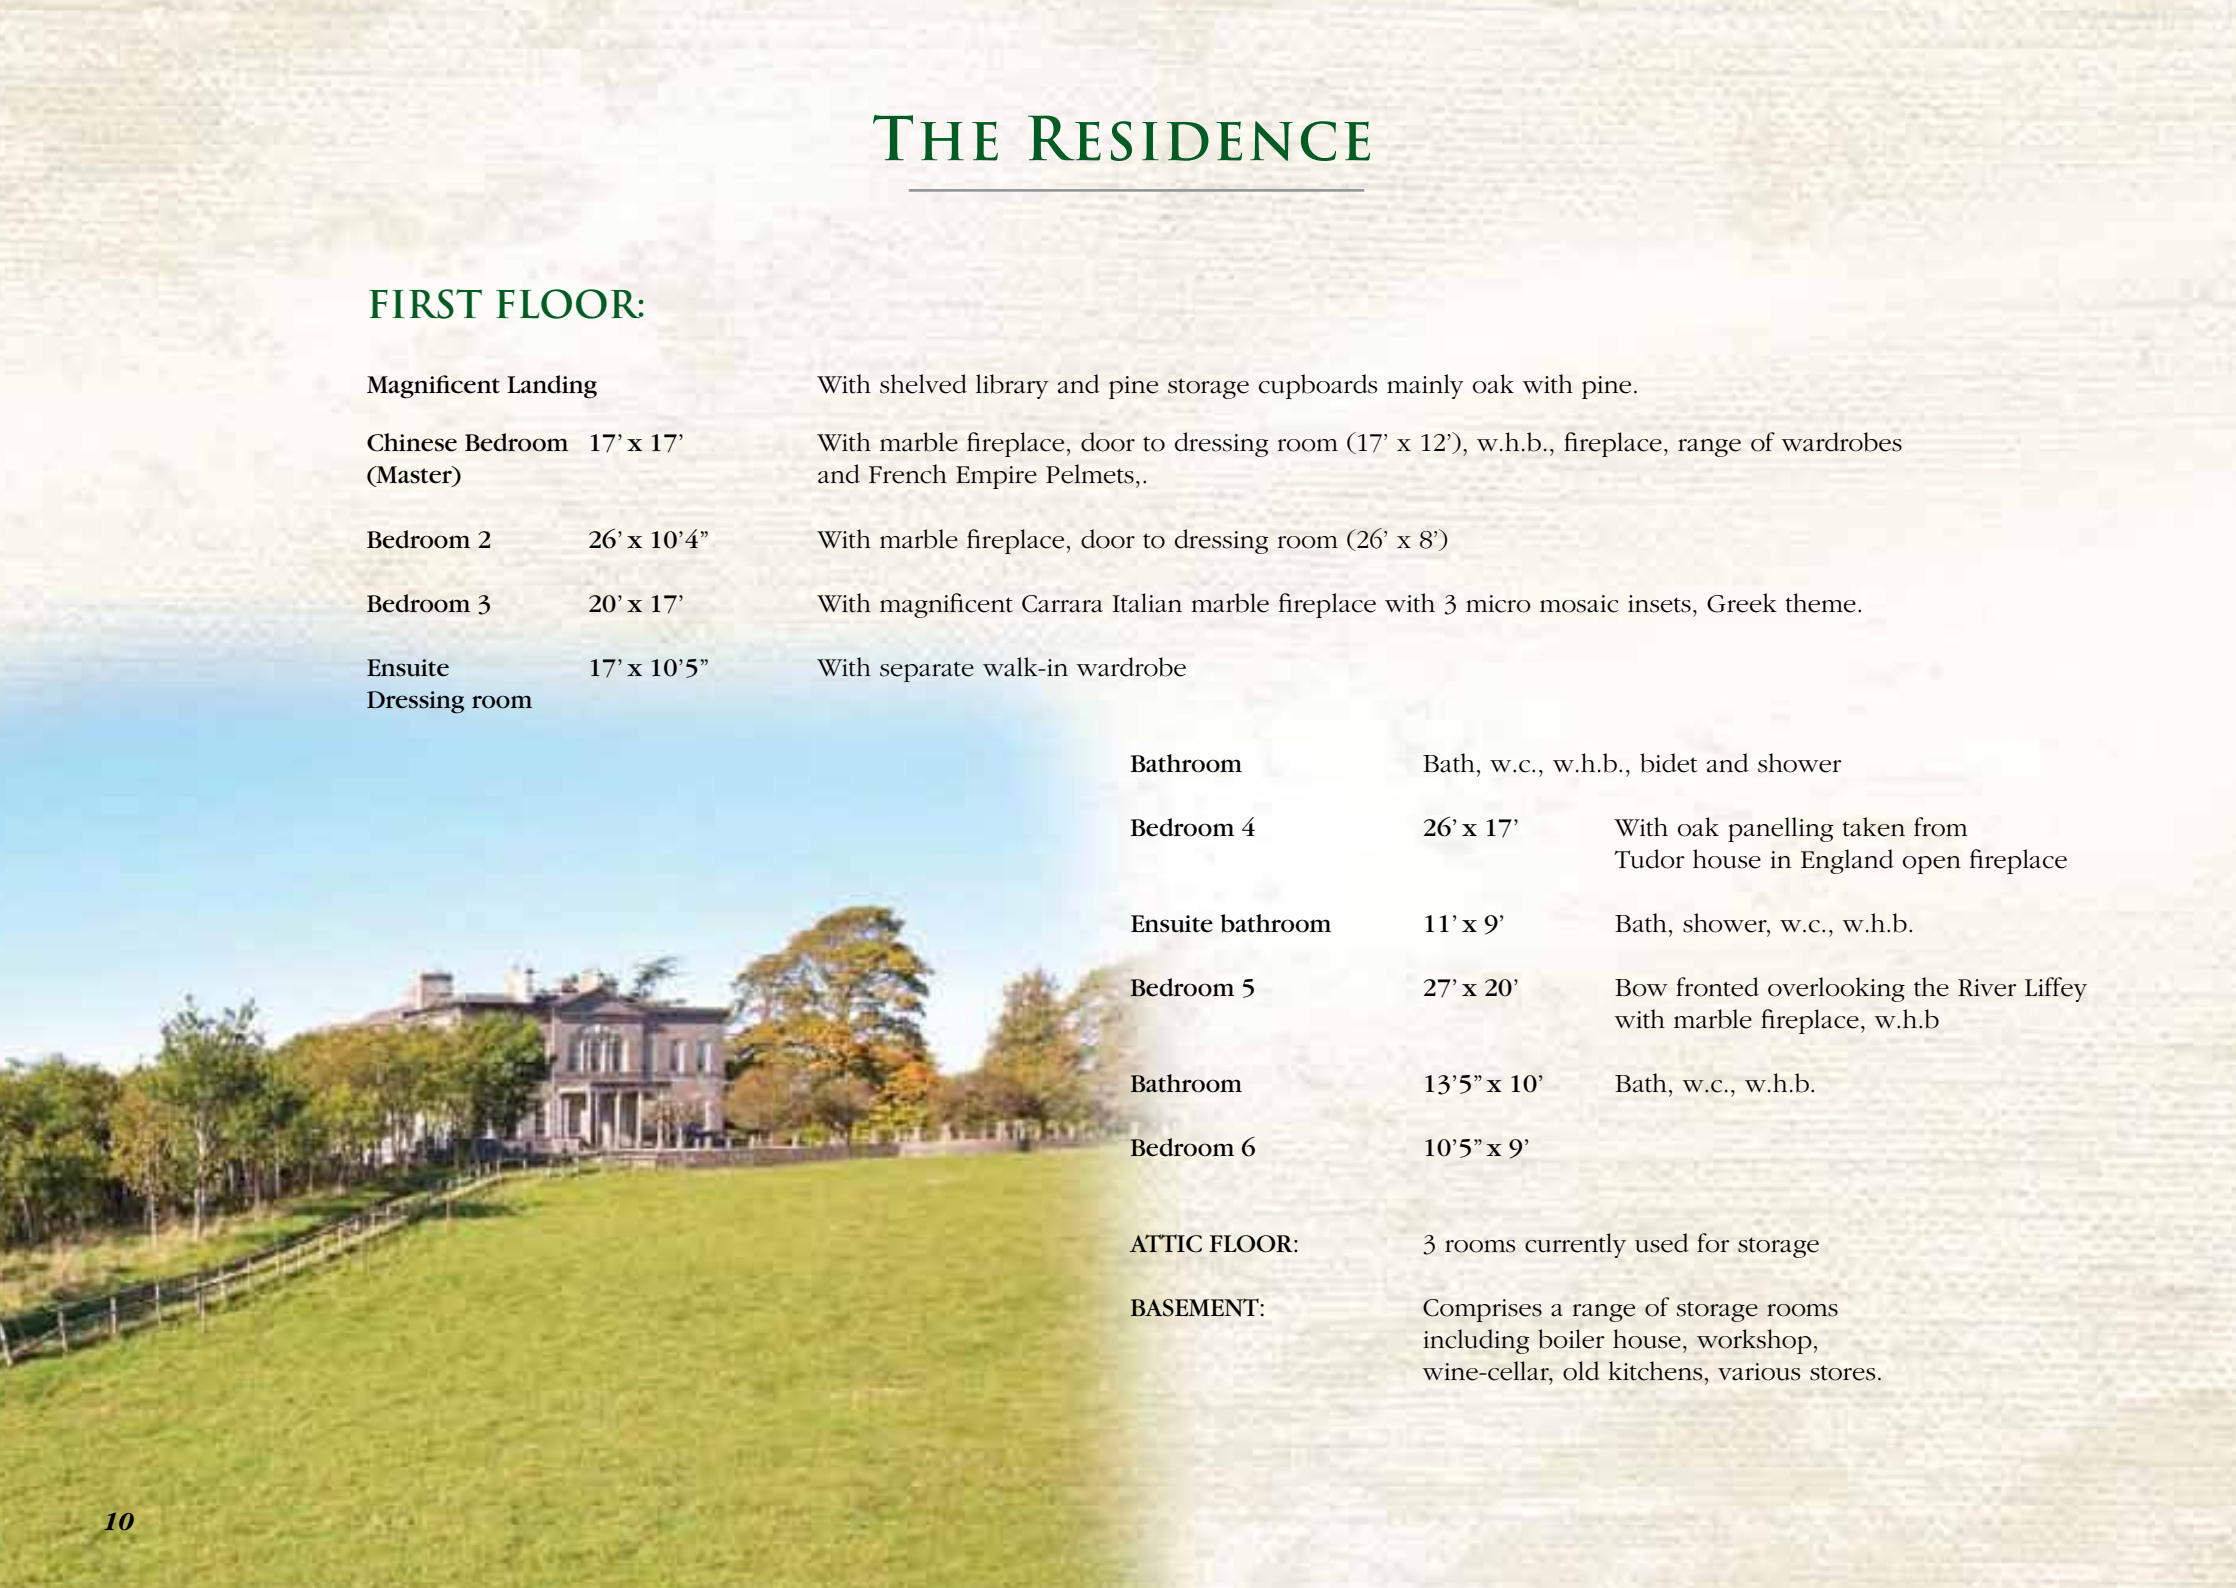 The Residence
FIRST FLOOR:
Magnificent Landing With shelved library and pine storage cupboards mainly oak with pine.
Chinese Bedroom 17’ x 17’ With marble fireplace, door to dressing room (17’ x 12’), w.h.b., fireplace, range of wardrobes
(Master) and French Empire Pelmets,.
Bedroom 2 26’ x 10’4” With marble fireplace, door to dressing room (26’ x 8’)
Bedroom 3 20’ x 17’ With magnificent Carrara Italian marble fireplace with 3 micro mosaic insets, Greek theme.
Ensuite 17’ x 10’5” With separate walk-in wardrobe
Dressing room
Bathroom Bath, w.c., w.h.b., bidet and shower
Bedroom 4 26’ x 17’ With oak panelling taken from
Tudor house in England open fireplace
Ensuite bathroom 11’ x 9’ Bath, shower, w.c., w.h.b.
Bedroom 5 27’ x 20’ Bow fronted overlooking the River Liffey
with marble fireplace, w.h.b
Bathroom 13’5” x 10’ Bath, w.c., w.h.b.
Bedroom 6 10’5” x 9’
ATTIC FLOOR: 3 rooms currently used for storage
BASEMENT: Comprises a range of storage rooms
including boiler house, workshop,
wine-cellar, old kitchens, various stores.
10